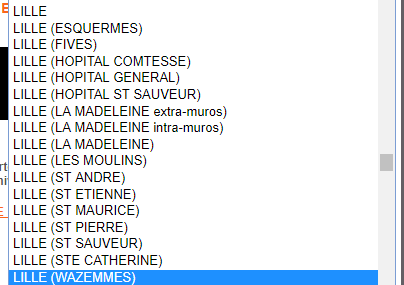 LILLE
LILLE (ESQUERMES)
LILLE (FIVES)
LILLE (HOPITAL COMTESSE)
LILLE (HOPITAL GENERAL)
LILLE (HOPITAL ST SAUVEUR)
LILLE (LA MADELEINE extra-muros)
LILLE (LA MADELEINE intra-muros)
LILLE (LA MADELEINE)
LILLE (LES MOULINS)
LILLE (ST ANDRE)
LILLE (ST ETIENNE)
LILLE (ST MAURICE)
LILLE (ST PIERRE)
LILLE (ST SAUVEUR)
LILLE (STE CATHERINE)
LILLE (WAZEMMES)